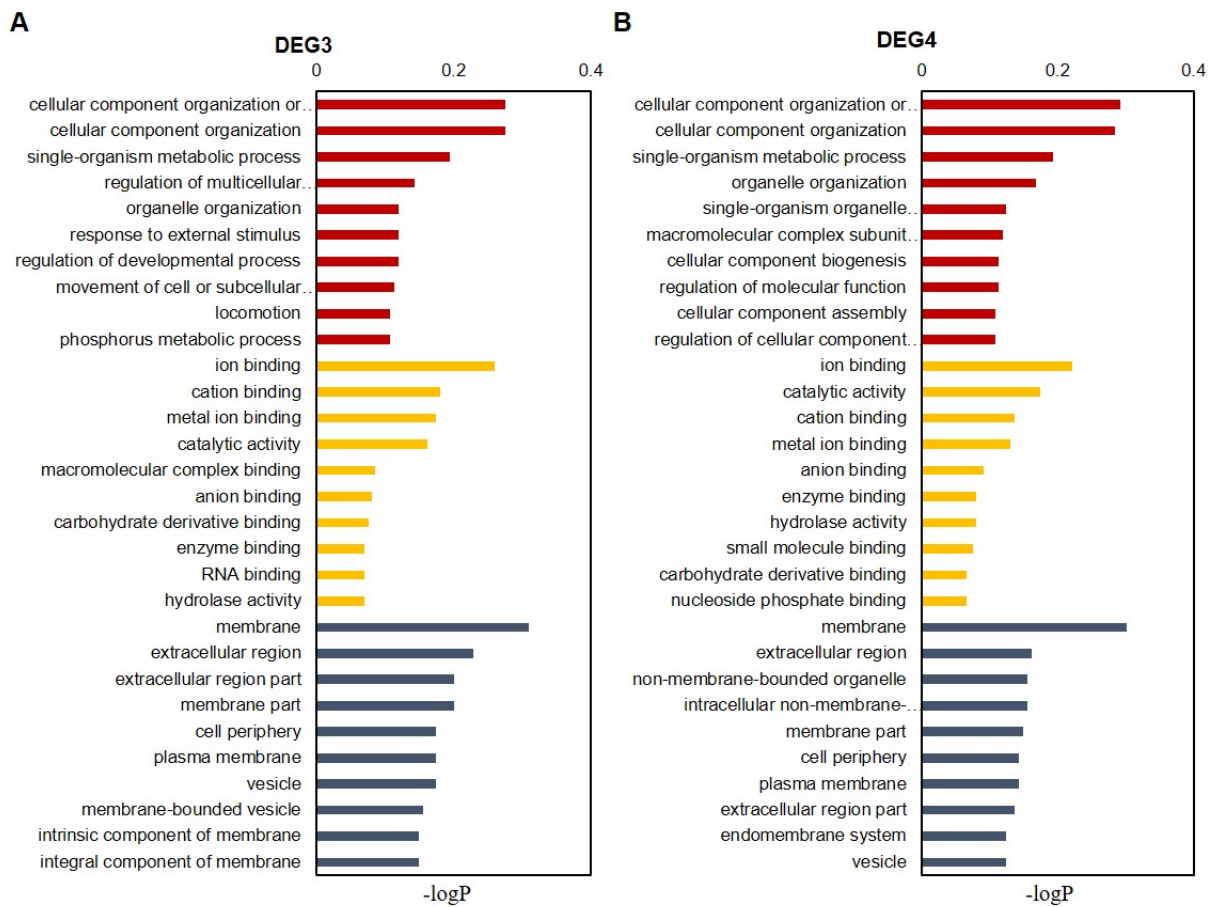 A
DEG3
0 0.2 0.4
cellular component organization or..
cellular component organization
single-organism metabolic process
regulation of multicellular..
organelle organization
response to external stimulus
regulation of developmental process
movement of cell or subcellular..
locomotion
phosphorus metabolic process
ion binding
cation binding
metal ion binding
catalytic activity
macromolecular complex binding
anion binding
carbohydrate derivative binding
enzyme binding
RNA binding
hydrolase activity
membrane
extracellular region
extracellular region part
membrane part
cell periphery
plasma membrane
vesicle
membrane-bounded vesicle
intrinsic component of membrane
integral component of membrane
-logP
B
DEG4
0 0.2 0.4
cellular component organization or..
cellular component organization
single-organism metabolic process
organelle organization
single-organism organelle..
macromolecular complex subunit..
cellular component biogenesis
regulation of molecular function
cellular component assembly
regulation of cellular component...
ion binding
catalytic activity
cation binding
metal ion binding
anion binding
enzyme binding
hydrolase activity
small molecule binding
carbohydrate derivative binding
nucleoside phosphate binding
membrane
extracellular region
non-membrane-bounded organelle
intracellular non-membrane-...
membrane part
cell periphery
plasma membrane
extracellular region part
endomembrane system
vesicle
-logP